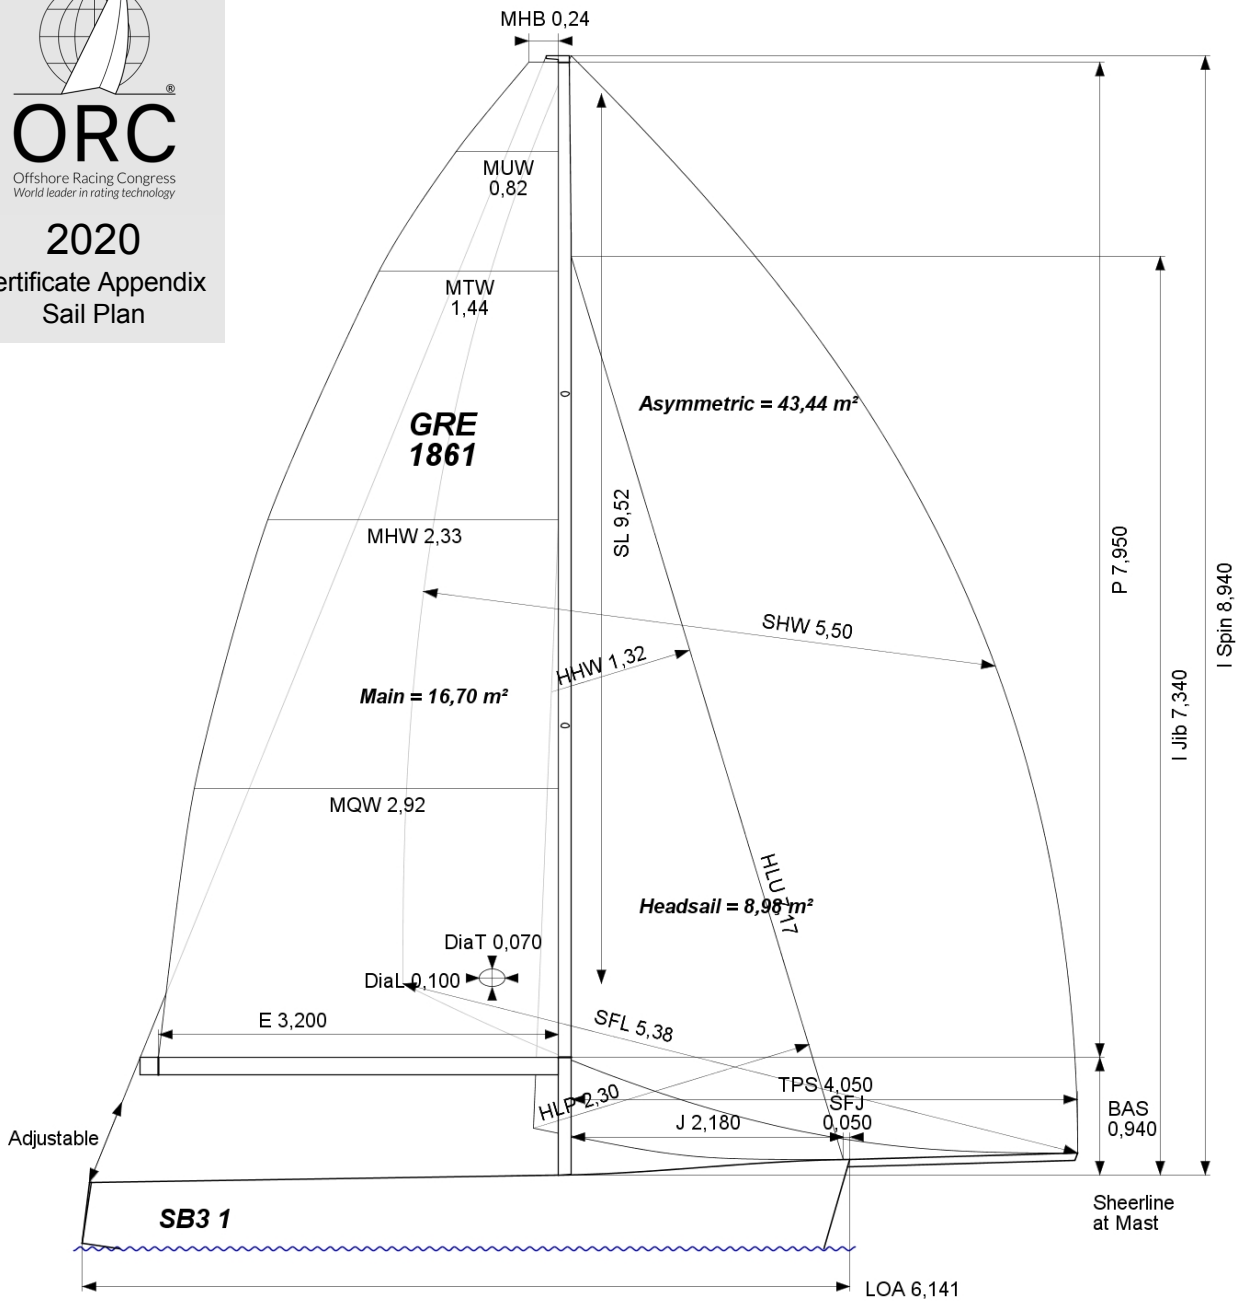 MHB 0,24
®
ORC
Offshore Racing Congress
World leader in rating technology
2020
ertificate Appendix
Sail Plan
MUW
0,82
MTW
1,44
GRE
1861
Asymmetric = 43,44 m²
SL 9,52
MHW 2,33
P 7,950
I Spin 8,940
SHW 5,50
HHW 1,32
Main = 16,70 m²
I Jib 7,340
MQW 2,92
HLU 7,17
Headsail = 8,98 m²
DiaT 0,070
DiaL 0,100
E 3,200
SFL 5,38
TPS 4,050
HLP 2,30
SFJ
0,050
J 2,180
BAS
0,940
Adjustable
Sheerline
at Mast
SB3 1
LOA 6,141